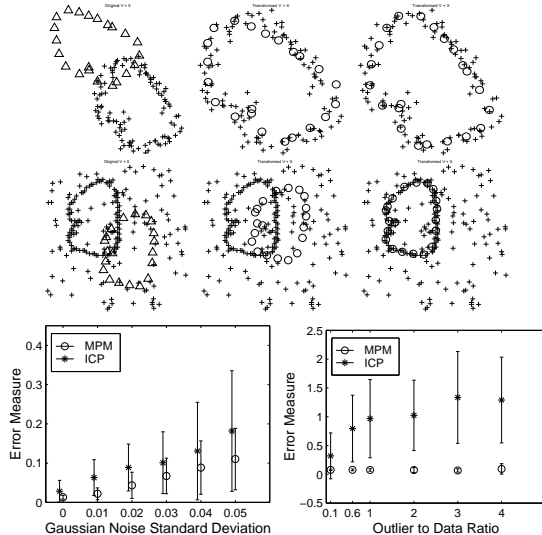 Original V + X
Transformed V + X
Transformed V + X
Original V + X
Transformed V + X
Transformed V + X
0.4
0.3
0.2
0.1
0
MPM
ICP
Error Measure
0 0.01 0.02 0.03 0.04 0.05
Gaussian Noise Standard Deviation
2.5
2
1.5
1
0.5
0
−0.5
MPM
ICP
Error Measure
0.1 0.6 1 2 3 4
Outlier to Data Ratio